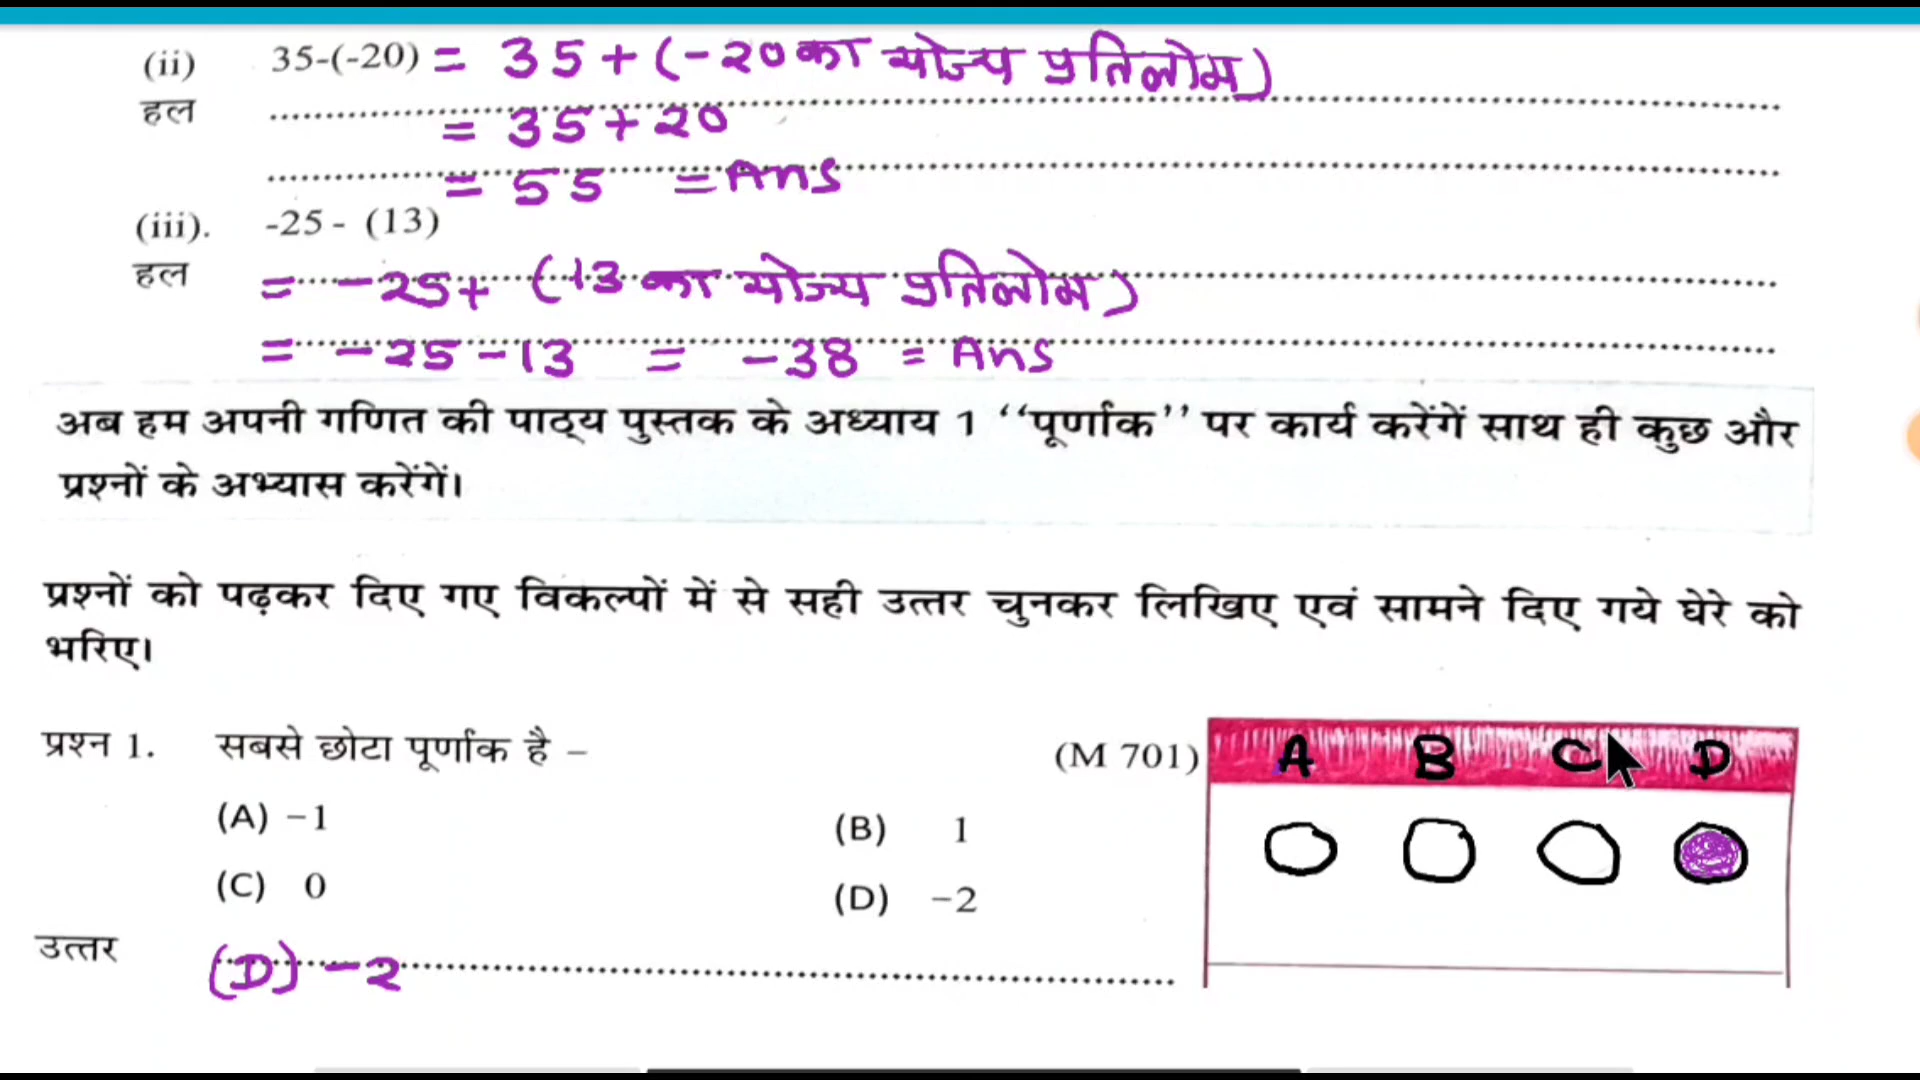 (ii) 35-(-20) = 35 + (-20 का योज्य प्रतिलोम)
हल
= 35 + 20
= 55 = Ans
(iii). -25 - (13)
हल = -25 + (13 का योज्य प्रतिलोम)
= -25 - 13 = -38 = Ans
अब हम अपनी गणित की पाठ्य पुस्तक के अध्याय 1 ‘‘पूर्णांक’’ पर कार्य करेंगें साथ ही कुछ और
प्रश्नों के अभ्यास करेंगें।
प्रश्नों को पढ़कर दिए गए विकल्पों में से सही उत्तर चुनकर लिखिए एवं सामने दिए गये घेरे को
भरिए।
प्रश्न 1. सबसे छोटा पूर्णांक है – (M 701) A B C D
(A) −1 (B) 1
(C) 0 (D) −2
उत्तर (D) -2